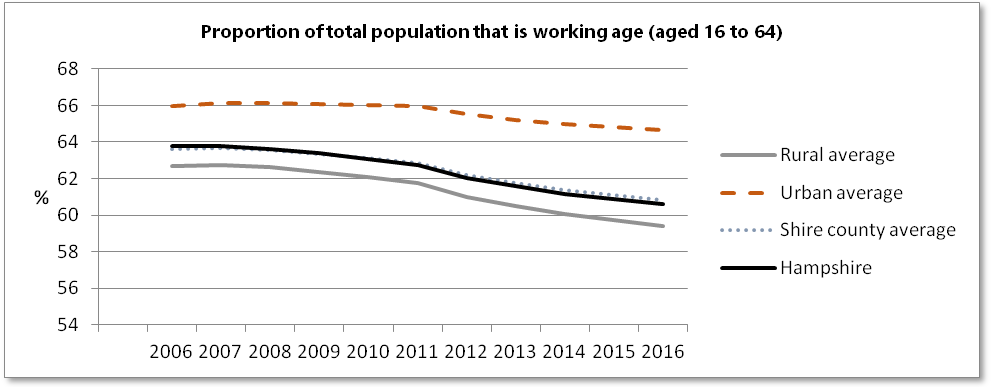 Proportion of total population that is working age (aged 16 to 64)
68
66
64
62
60
58
56
54
%
2006 2007 2008 2009 2010 2011 2012 2013 2014 2015 2016
Rural average
Urban average
Shire county average
Hampshire